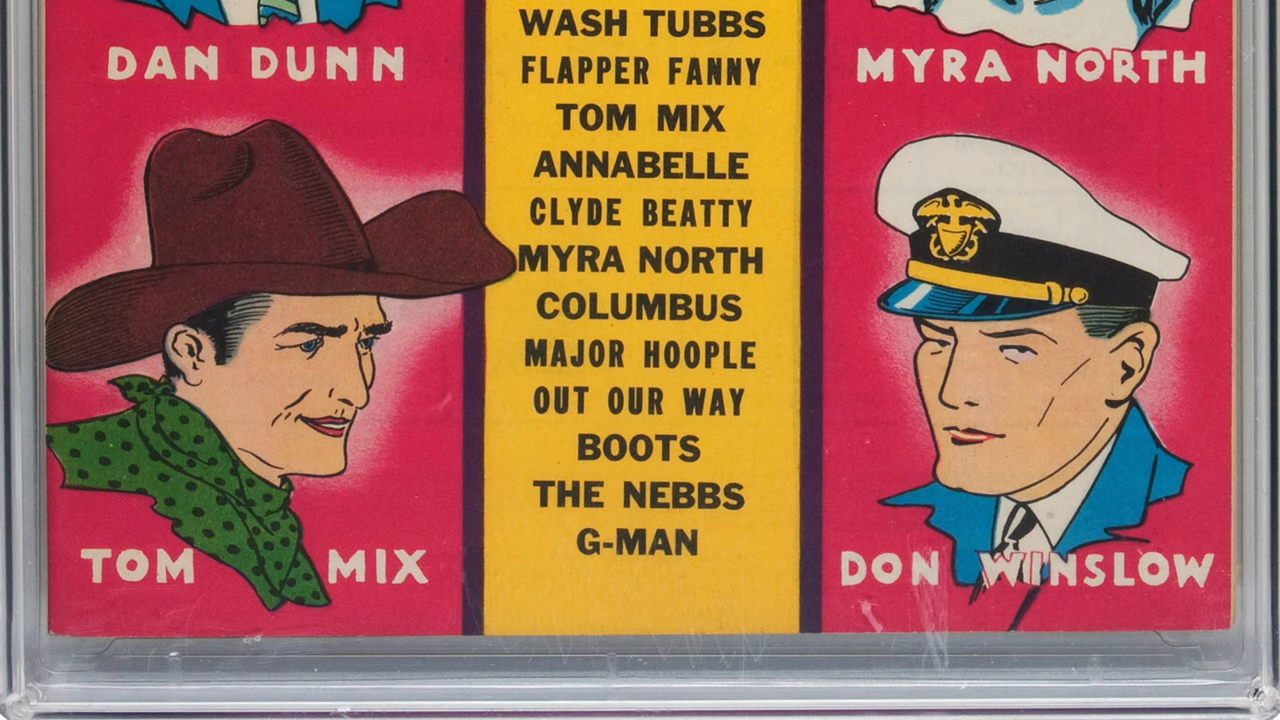 DAN DUNN
TOM MIX
WASH TUBBS
FLAPPER FANNY
TOM MIX
ANNABELLE
CLYDE BEATTY
MYRA NORTH
COLUMBUS
MAJOR HOOPLE
OUT OUR WAY
BOOTS
THE NEBBS
G-MAN
MYRA NORTH
DON WINSLOW